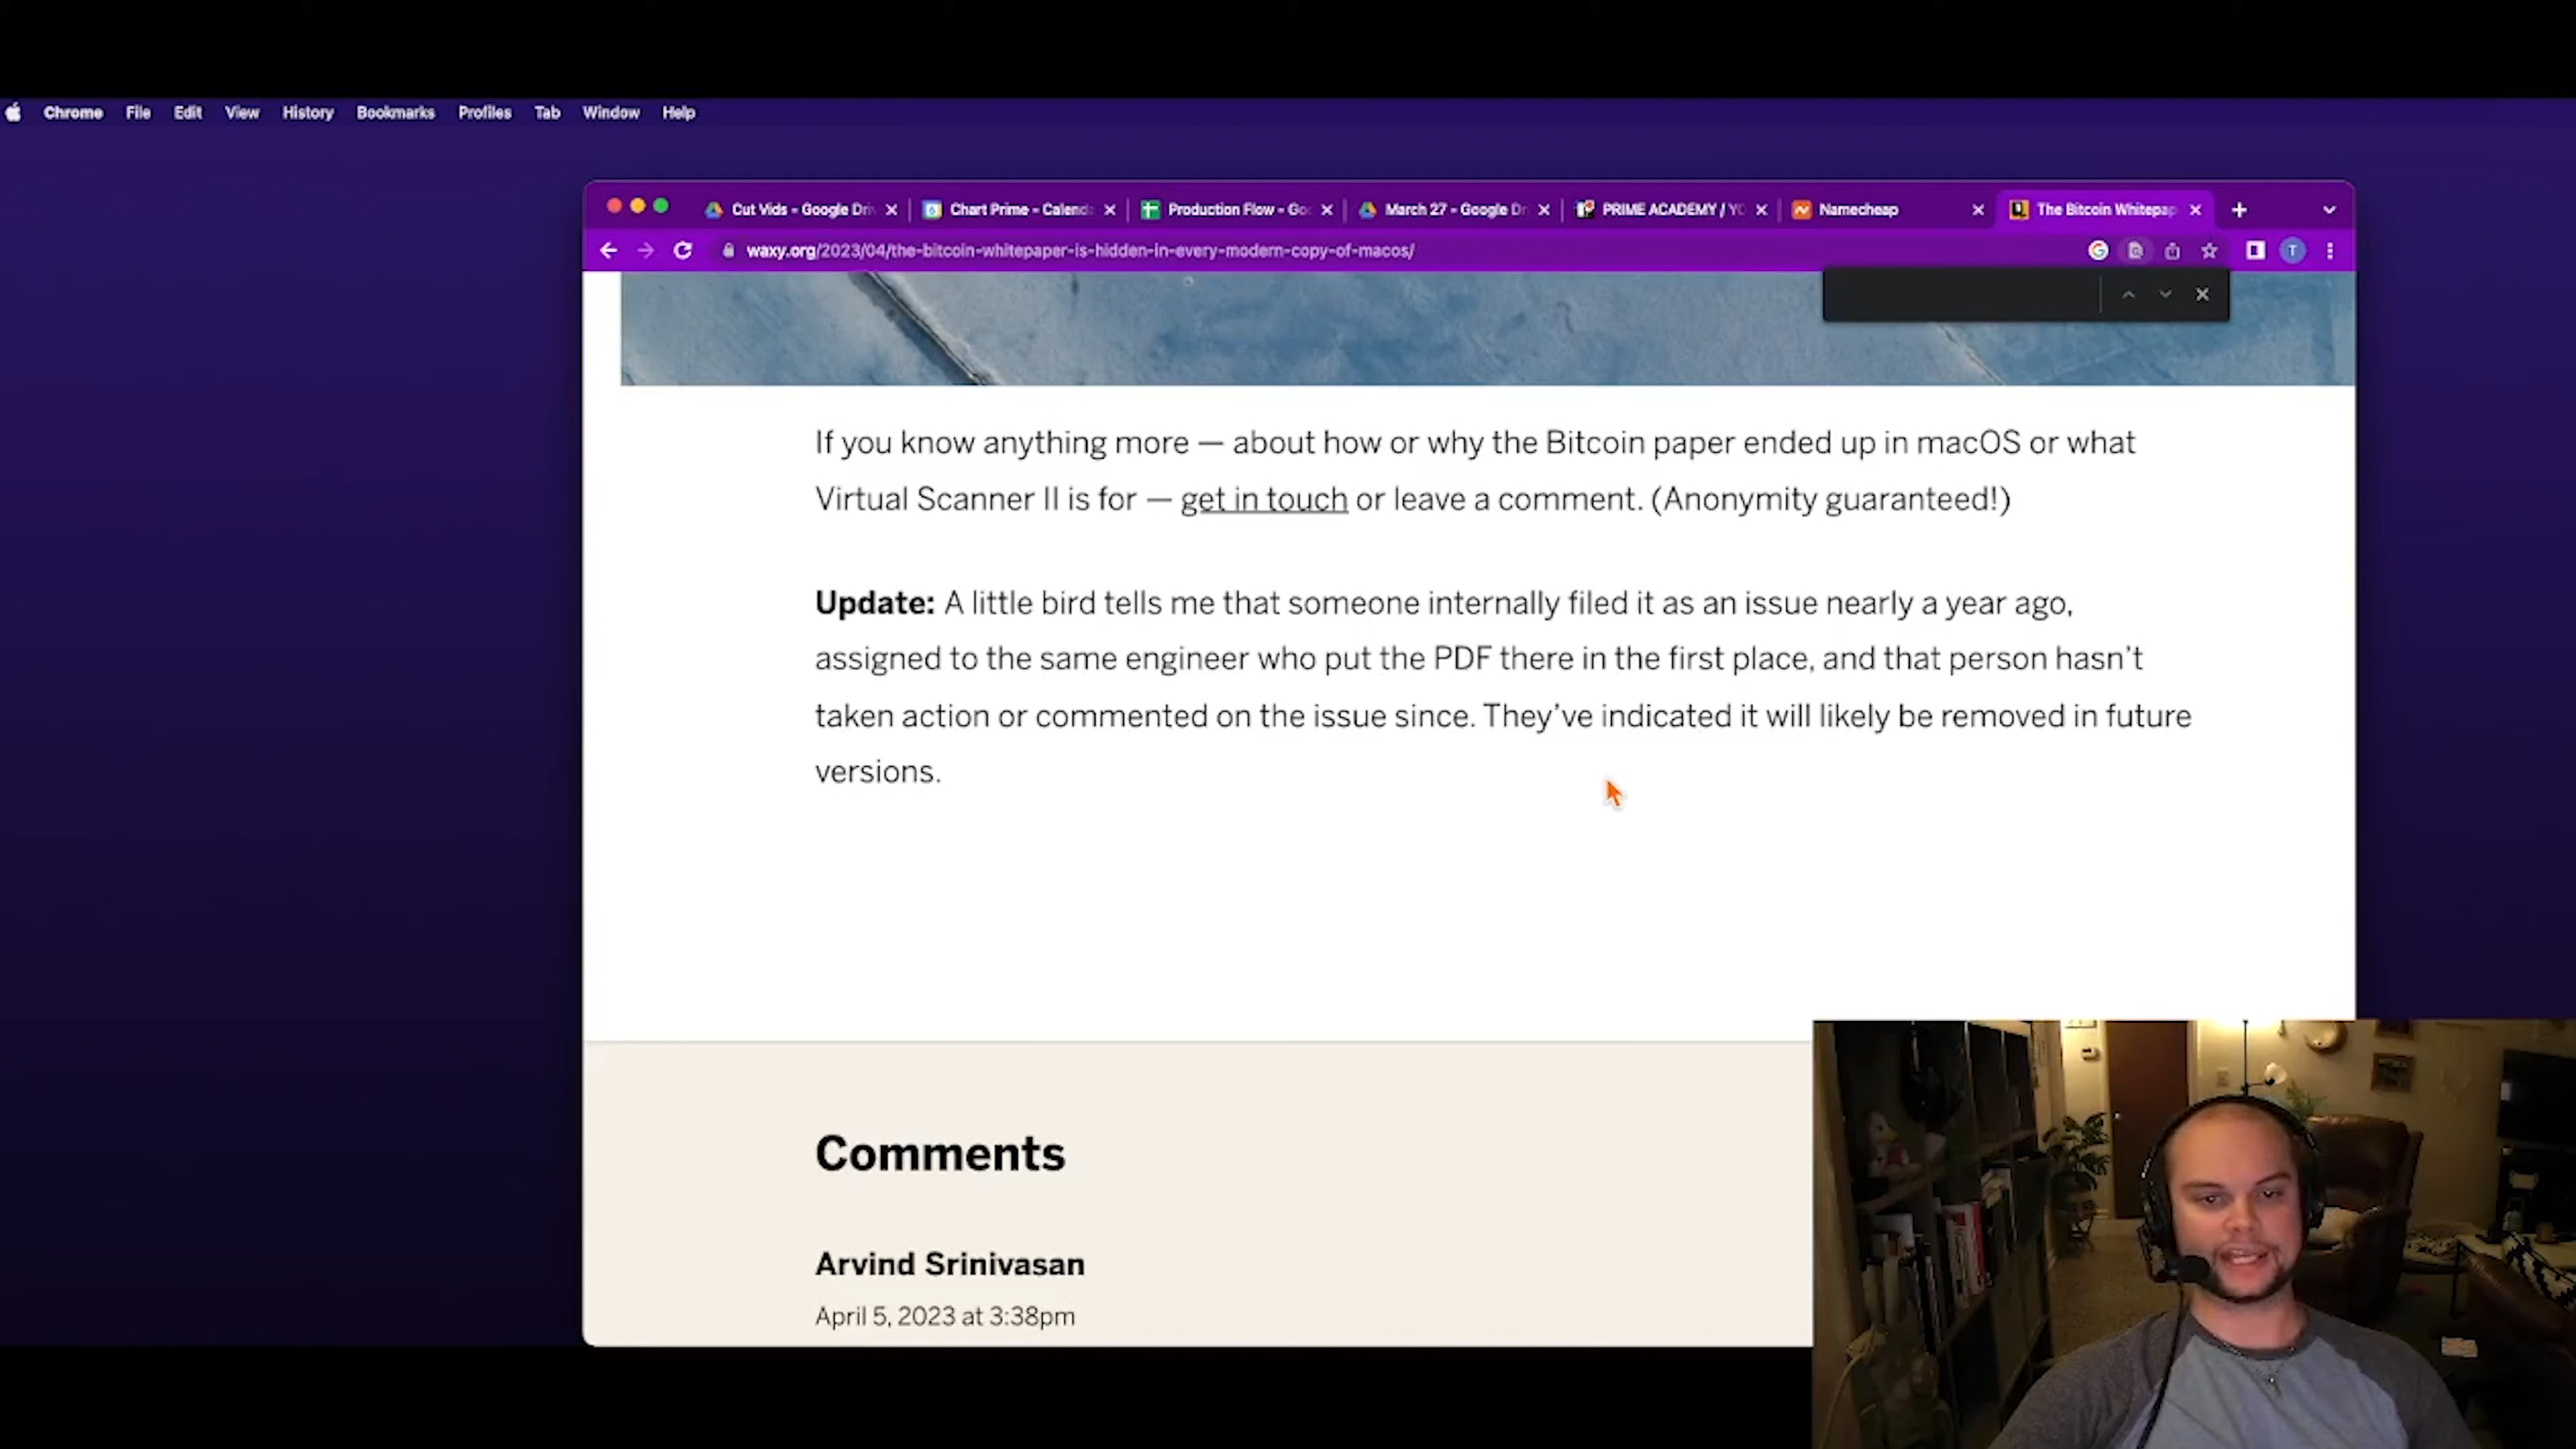 Chrome File Edit View History Bookmarks Profiles Tab Window Help
Cut Vids - Google Dri
Chart Prime - Calend
Production Flow - Go
March 27 - Google Dr
PRIME ACADEMY / YO
Namecheap
The Bitcoin Whitepap
waxy.org/2023/04/the-bitcoin-whitepaper-is-hidden-in-every-modern-copy-of-macos/
T
If you know anything more — about how or why the Bitcoin paper ended up in macOS or what
Virtual Scanner II is for — get in touch or leave a comment. (Anonymity guaranteed!)
Update: A little bird tells me that someone internally filed it as an issue nearly a year ago,
assigned to the same engineer who put the PDF there in the first place, and that person hasn't
taken action or commented on the issue since. They've indicated it will likely be removed in future
versions.
Comments
Arvind Srinivasan
April 5, 2023 at 3:38pm